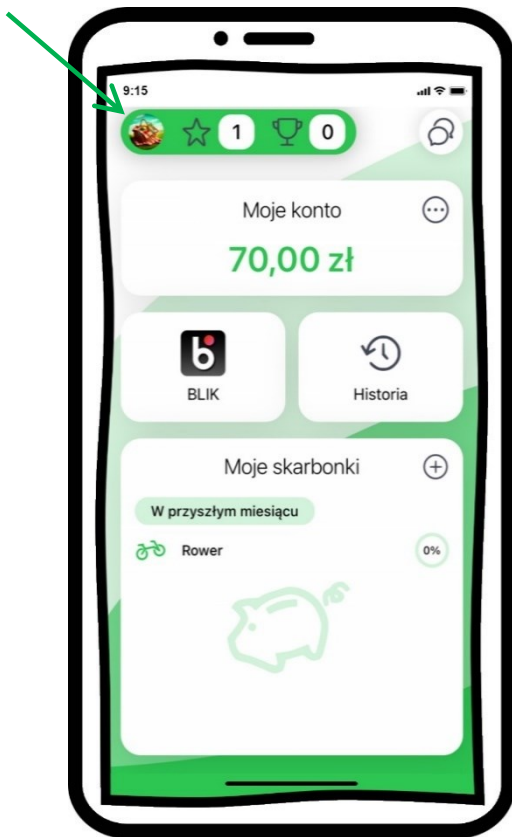 9:15
1 0
Moje konto
70,00 zł
BLIK
Historia
Moje skarbonki
W przyszłym miesiącu
Rower
0%